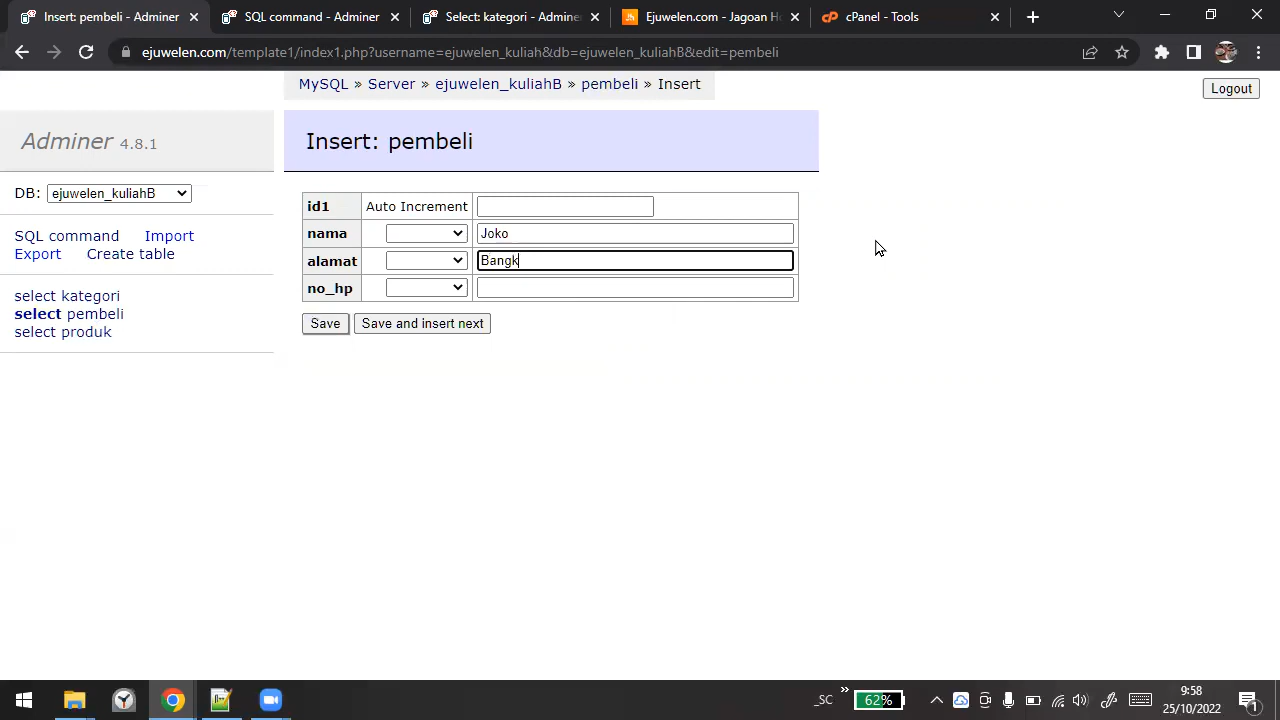 Insert: pembeli - Adminer
SQL command - Adminer
Select: kategori - Admine
Ejuwelen.com - Jagoan H
cPanel - Tools
ejuwelen.com/template1/index1.php?username=ejuwelen_kuliah&db=ejuwelen_kuliahB&edit=pembeli
MySQL » Server » ejuwelen_kuliahB » pembeli » Insert
Logout
Adminer 4.8.1
Insert: pembeli
DB: ejuwelen_kuliahB
SQL command Import
Export Create table
select kategori
select pembeli
select produk
id1 Auto Increment
nama Joko
alamat Bangk
no_hp
Save Save and insert next
_SC
62%
9:58
25/10/2022
1